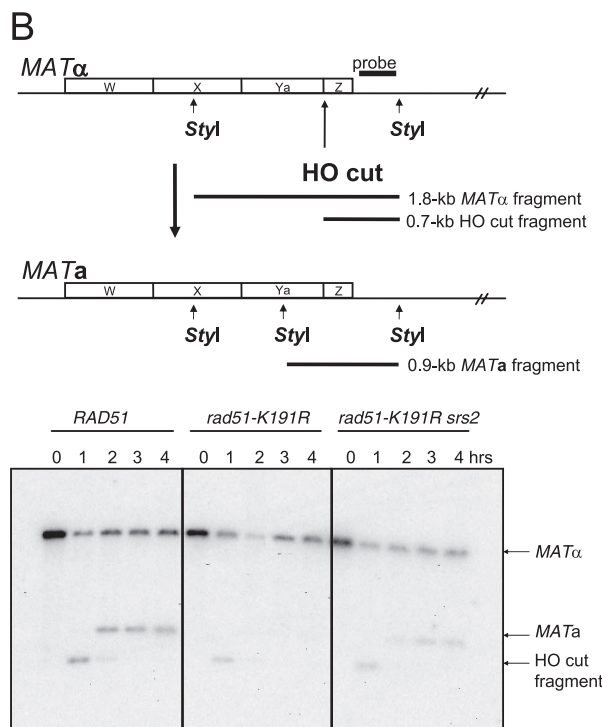 B
MATα
probe
W X Ya Z
StyI StyI
HO cut
1.8-kb MATα fragment
0.7-kb HO cut fragment
MATa
W X Ya Z
StyI StyI StyI
0.9-kb MATa fragment
RAD51 rad51-K191R rad51-K191R srs2
0 1 2 3 4 0 1 2 3 4 0 1 2 3 4 hrs
MATα
MATa
HO cut
fragment